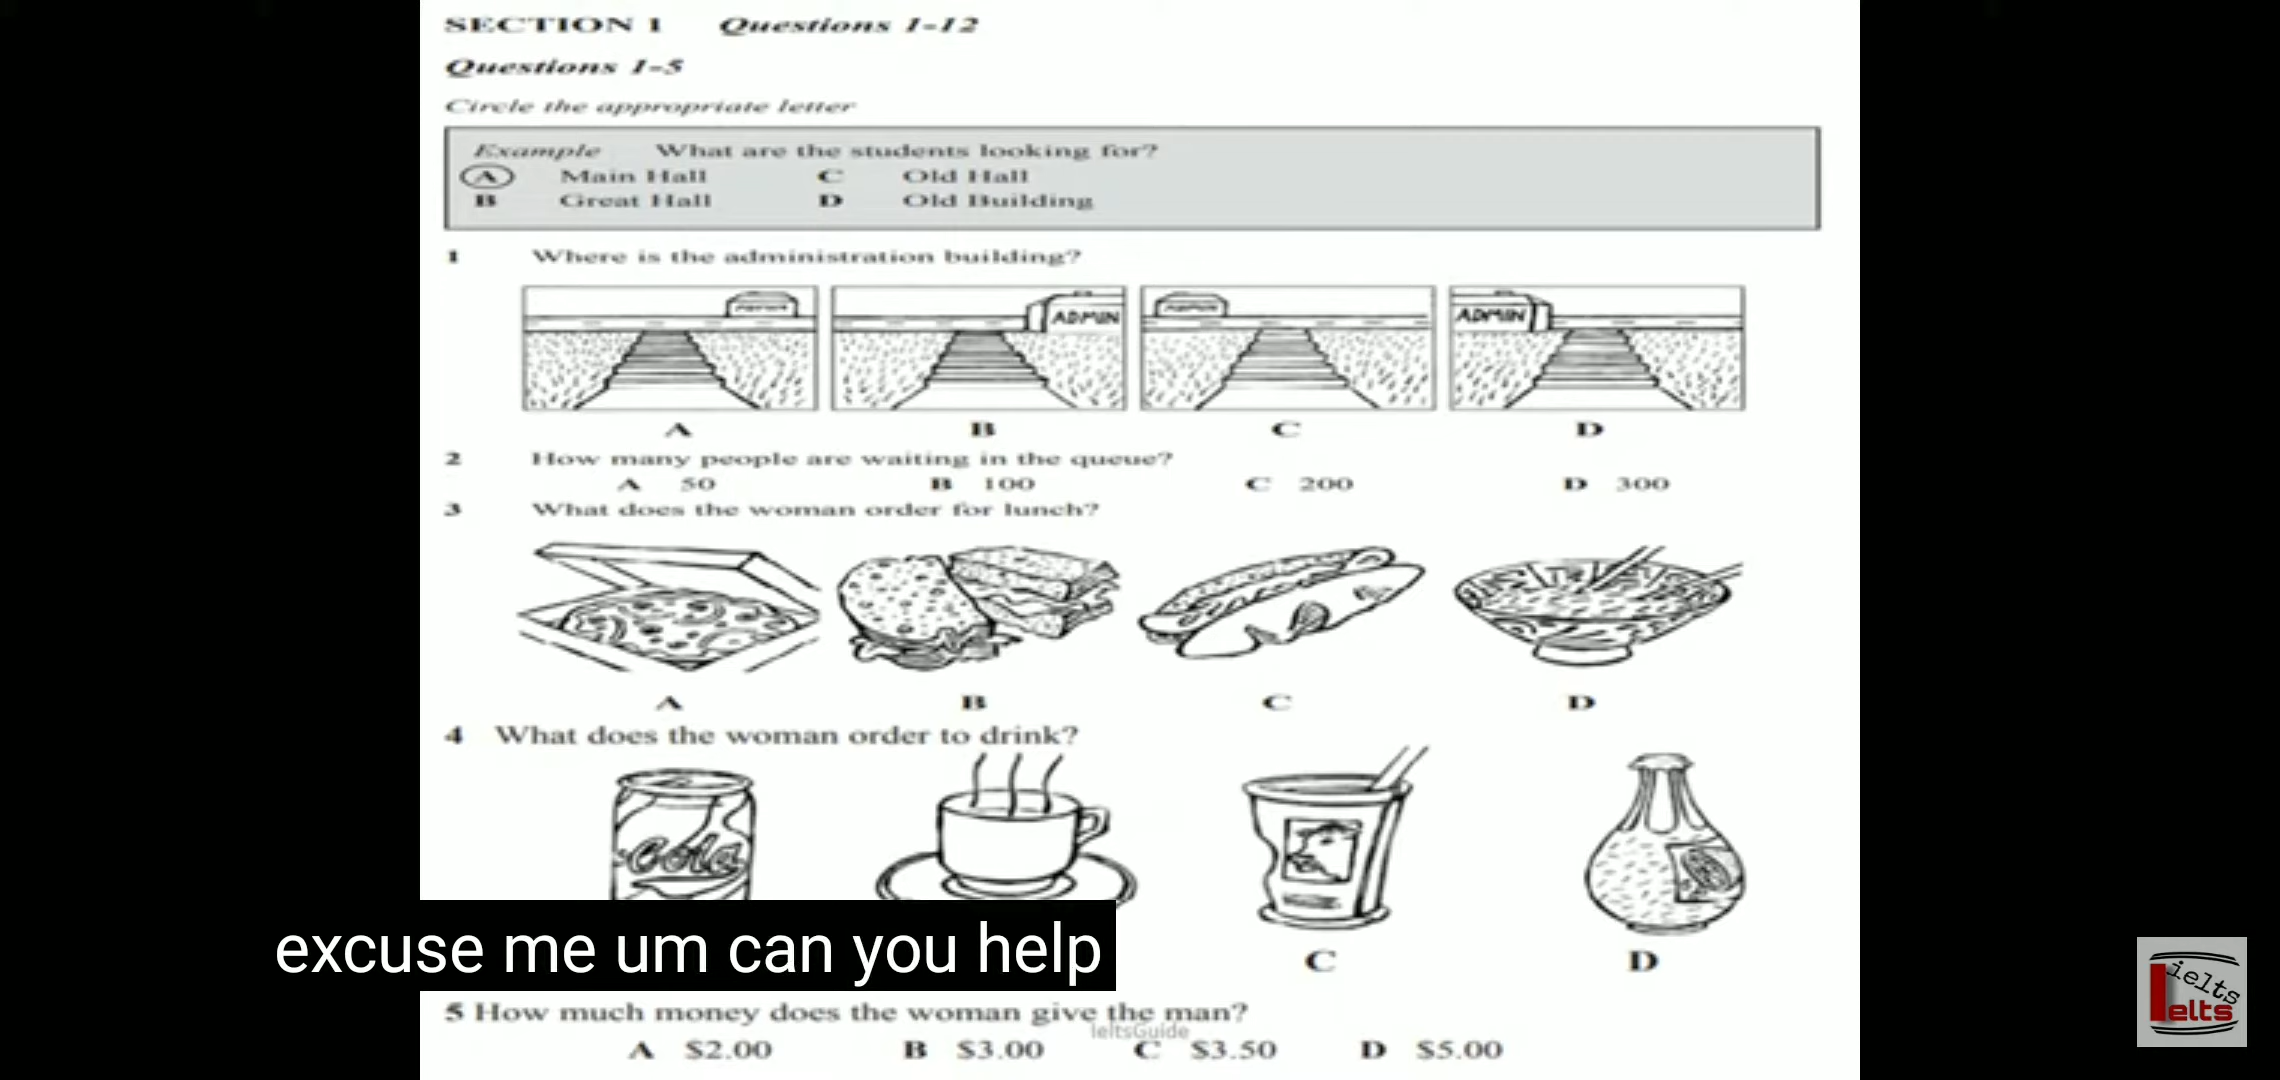 SECTION 1 Questions 1-12
Questions 1-5
Circle the appropriate letter
Example What are the students looking for?
A Main Hall C Old Hall
B Great Hall D Old Building
1 Where is the administration building?
ADMIN ADMIN ADMIN ADMIN
A B C D
2 How many people are waiting in the queue?
A 50 B 100 C 200 D 300
3 What does the woman order for lunch?
A B C D
4 What does the woman order to drink?
Cola
excuse me um can you help
C D
5 How much money does the woman give the man?
IeltsGuide
A $2.00 B $3.00 C $3.50 D $5.00
ielts
Ielts